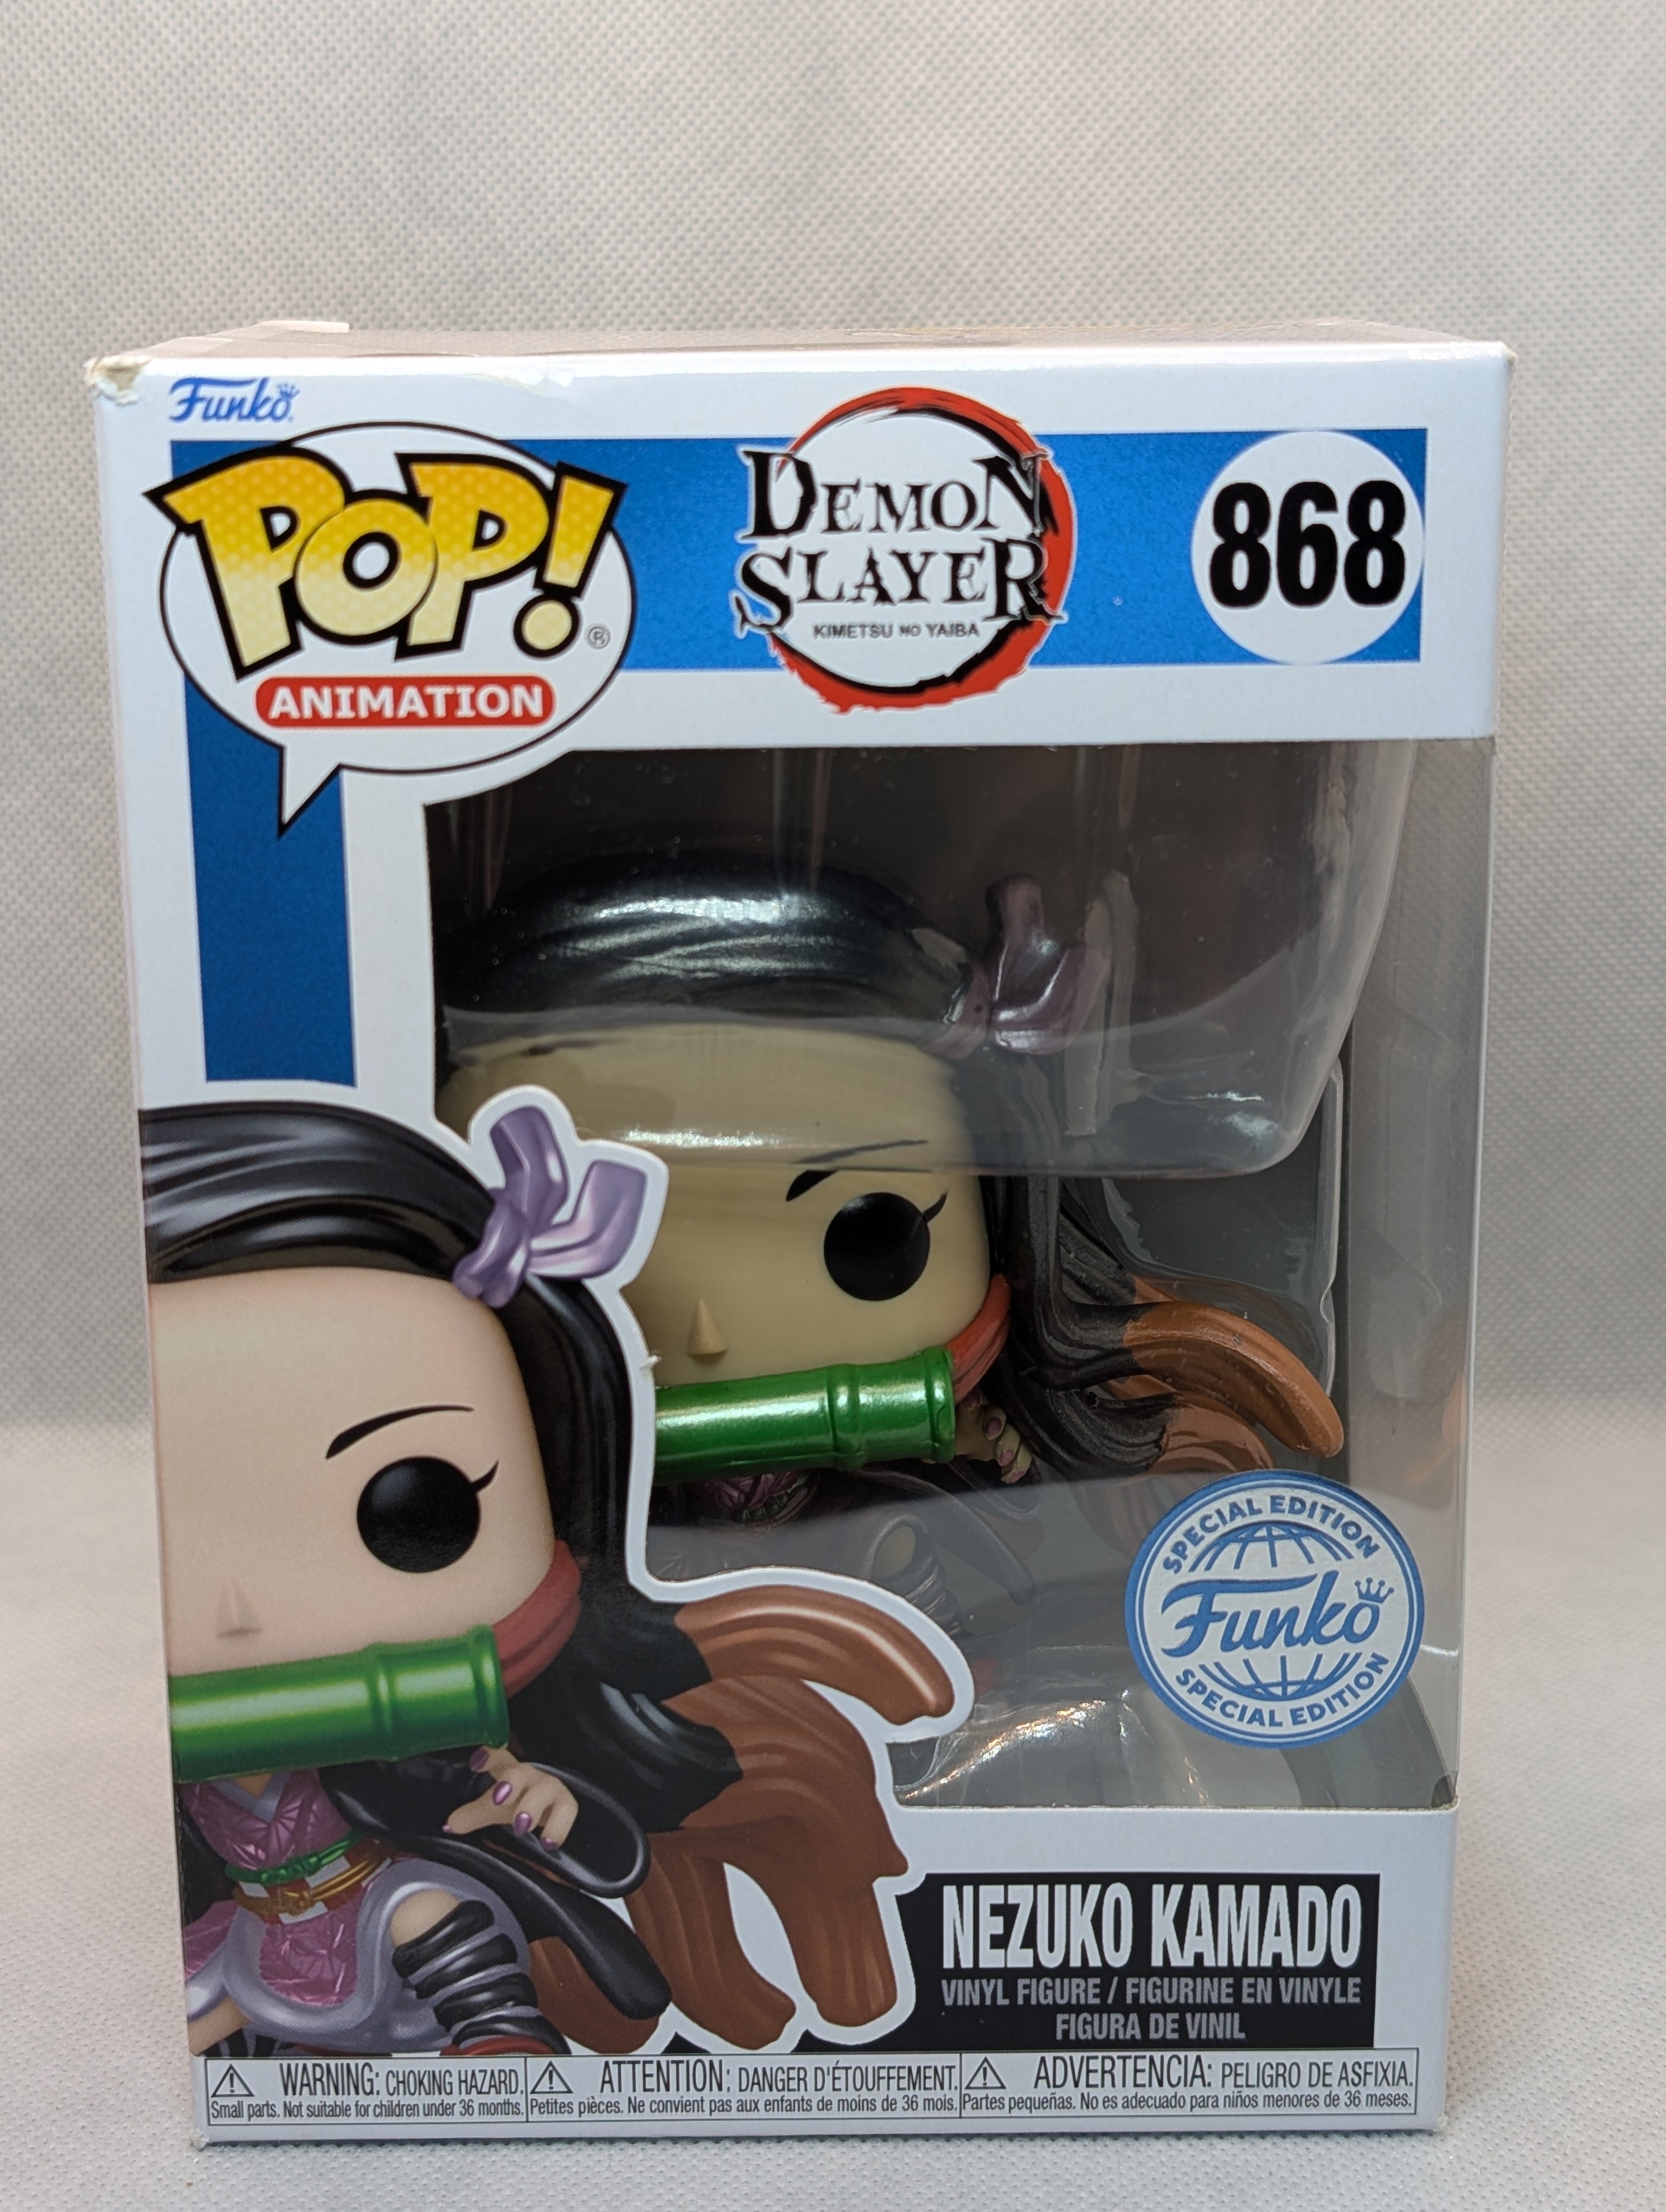 Funko
POP!®
ANIMATION
DEMON
SLAYER
KIMETSU NO YAIBA
868
SPECIAL EDITION
Funko
SPECIAL EDITION
NEZUKO KAMADO
VINYL FIGURE / FIGURINE EN VINYLE
FIGURA DE VINIL
WARNING: CHOKING HAZARD.
Small parts. Not suitable for children under 36 months.
ATTENTION: DANGER D'ÉTOUFFEMENT.
Petites pièces. Ne convient pas aux enfants de moins de 36 mois.
ADVERTENCIA: PELIGRO DE ASFIXIA.
Partes pequeñas. No es adecuado para niños menores de 36 meses.